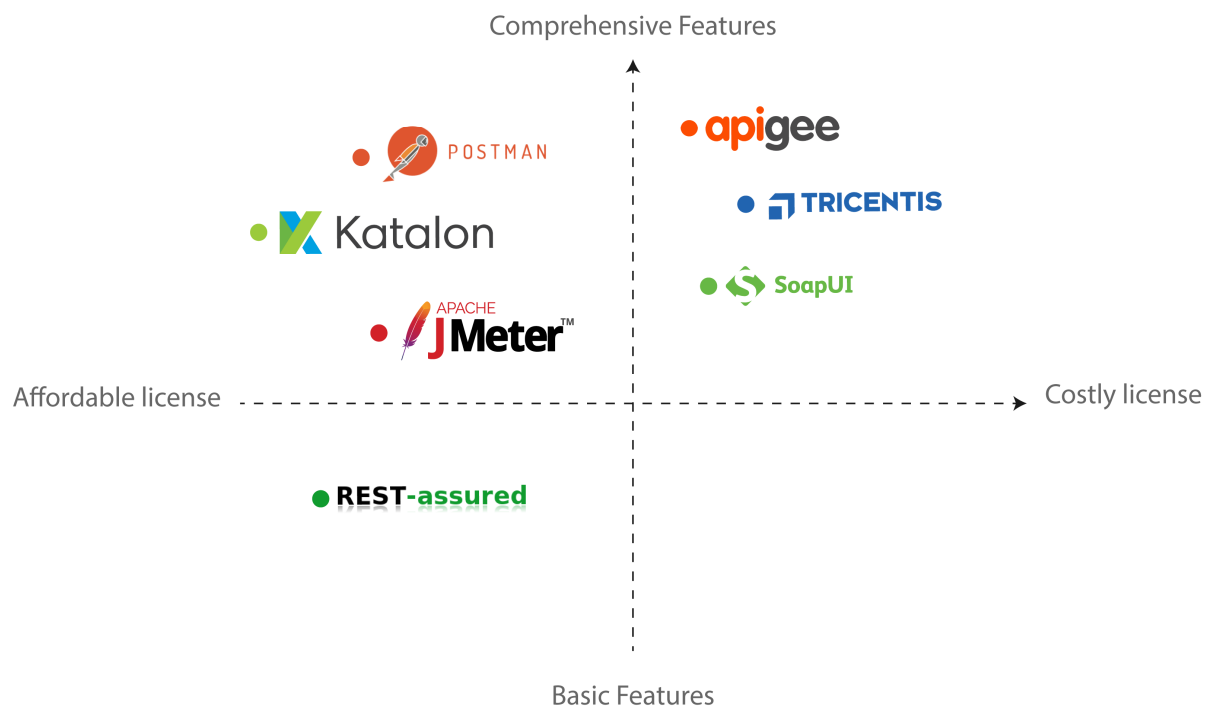 Comprehensive Features
apigee
POSTMAN
TRICENTIS
Katalon
SoapUI
APACHE
JMeter™
Affordable license
Costly license
REST-assured
Basic Features